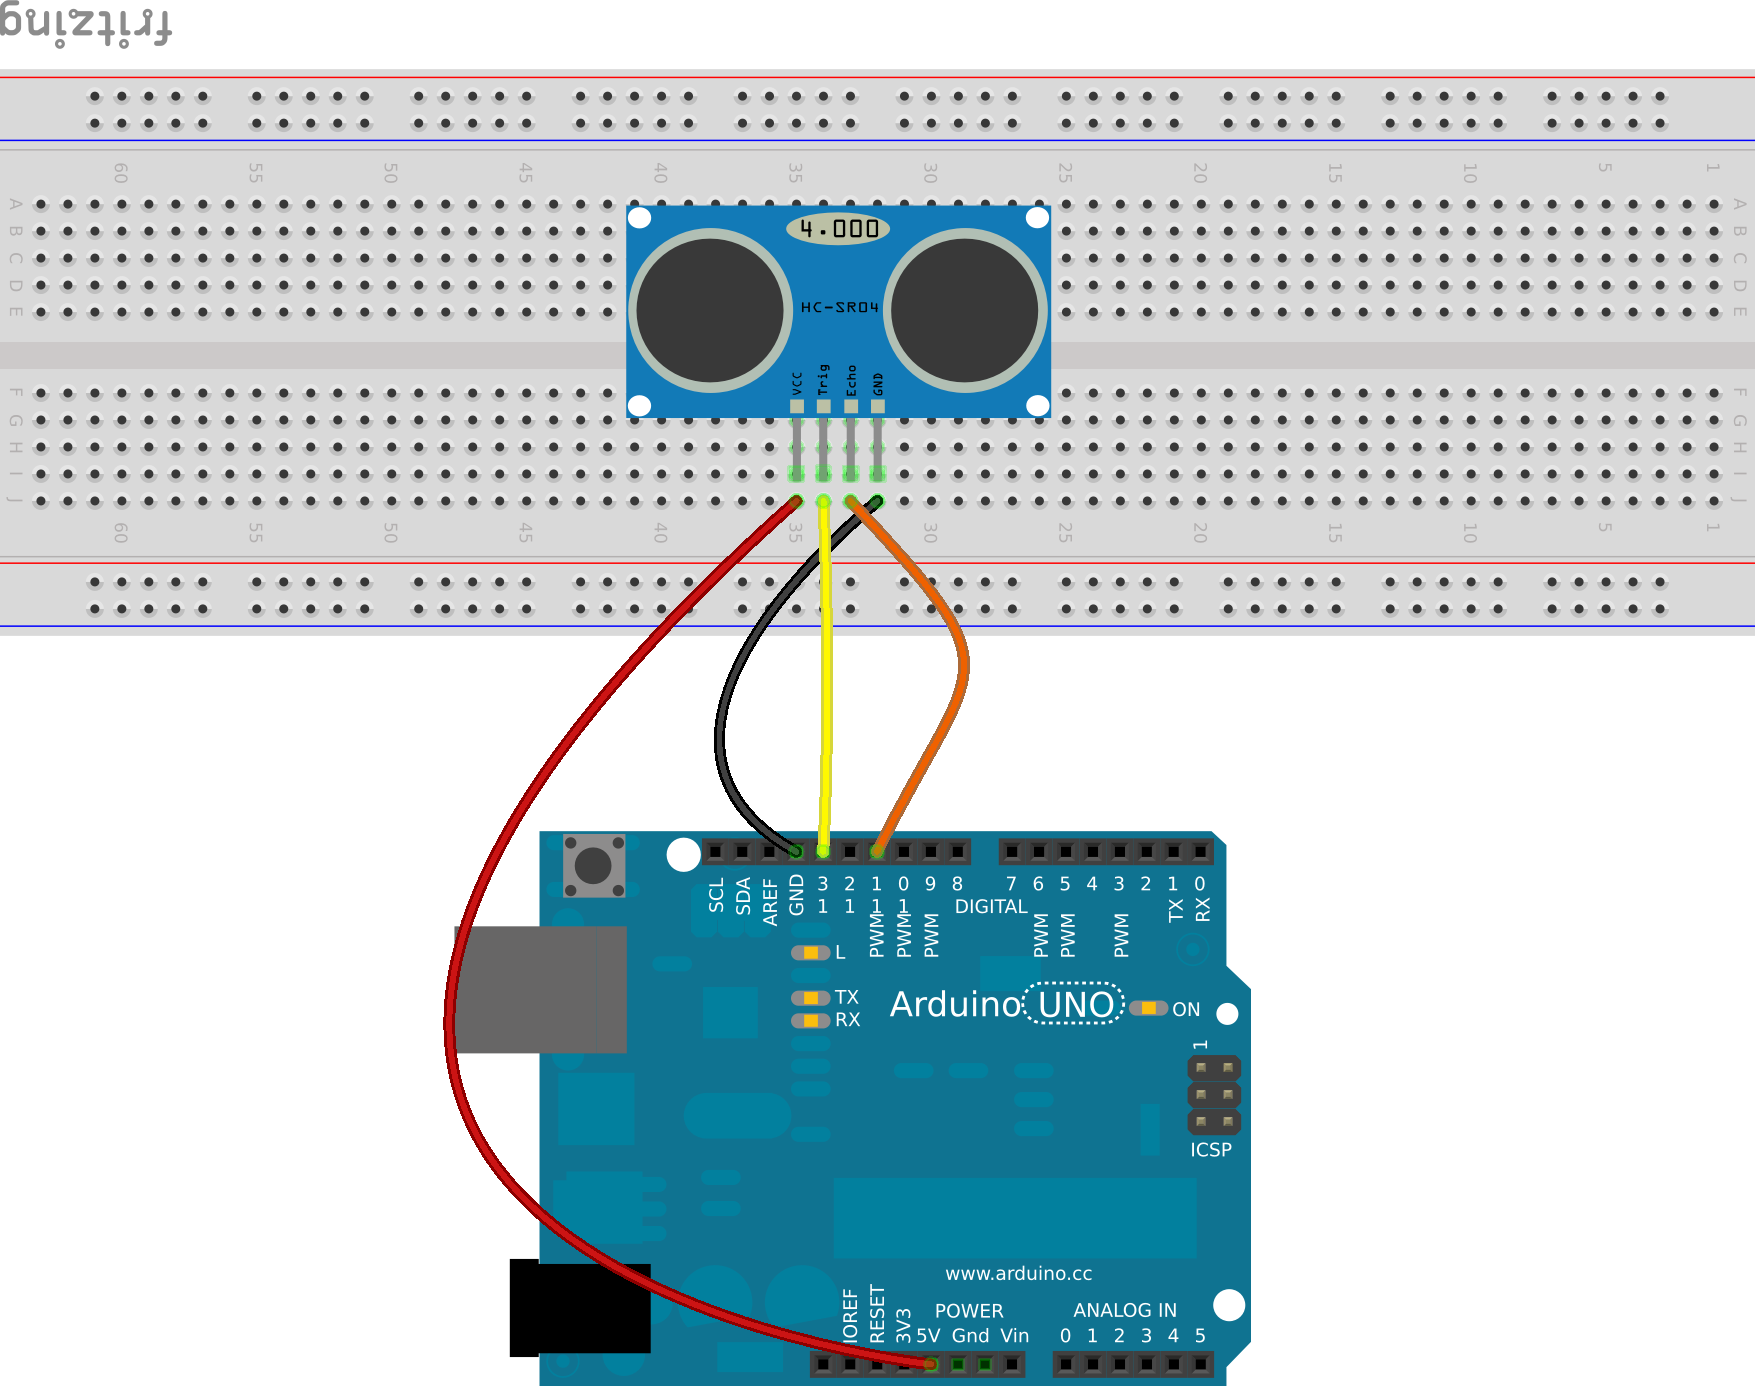 fritzing
60 55 50 45 40 35 30 25 20 15 10 5 1
A A
B B
C C
D D
E E
4.000
HC-SR04
VCC Trig Echo GND
F F
G G
H H
I I
J J
60 55 50 45 40 35 30 25 20 15 10 5 1
SCL SDA AREF GND 13 12 11 10 9 8 7 6 5 4 3 2 1 0
DIGITAL
PWM PWM PWM PWM PWM PWM TX RX
L
TX
RX
Arduino UNO
ON
1
ICSP
www.arduino.cc
POWER ANALOG IN
IOREF RESET 3V3 5V Gnd Vin 0 1 2 3 4 5